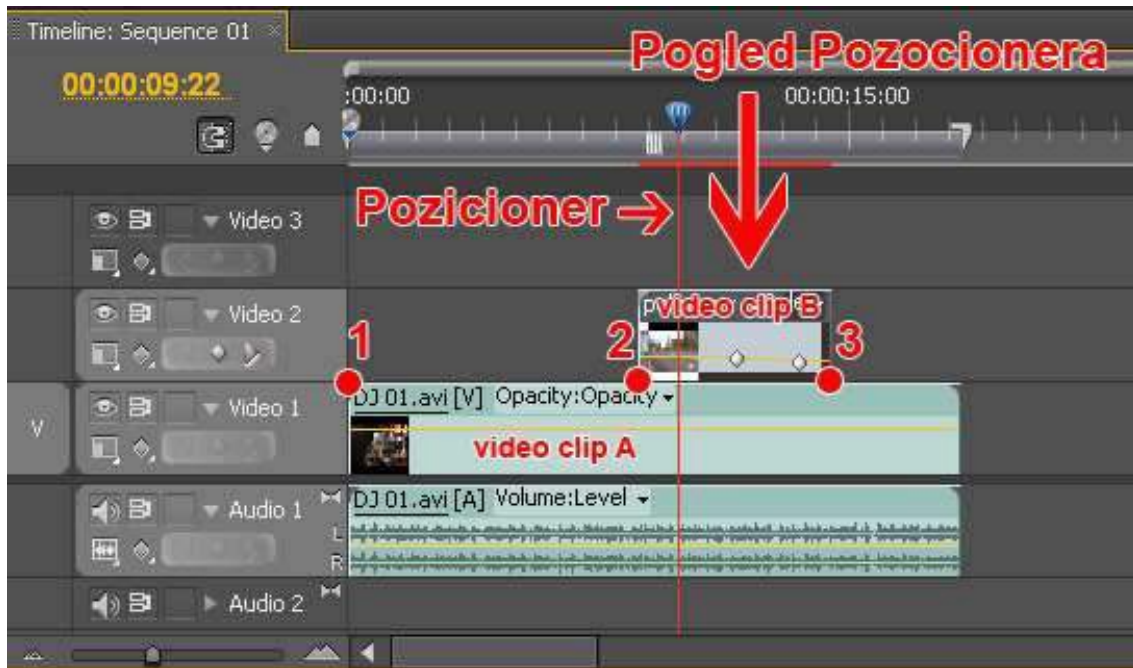 Timeline: Sequence 01
Pogled Pozocionera
00:00:09:22
:00:00
00:00:15:00
Pozicioner
Video 3
Video 2
video clip B
1
2
3
V
Video 1
DJ 01.avi [V] Opacity:Opacity
video clip A
Audio 1
DJ 01.avi [A] Volume:Level
L
R
Audio 2